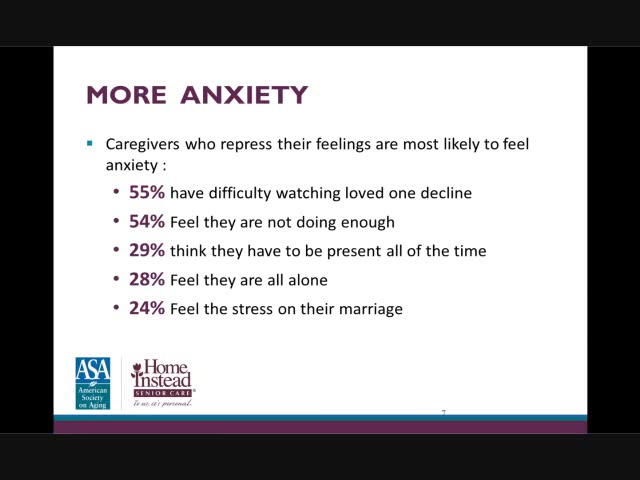 MORE ANXIETY
▪ Caregivers who repress their feelings are most likely to feel
anxiety :
• 55% have difficulty watching loved one decline
• 54% Feel they are not doing enough
• 29% think they have to be present all of the time
• 28% Feel they are all alone
• 24% Feel the stress on their marriage
ASA
American
Society
on Aging
Home
Instead
SENIOR CARE®
To us, it's personal.
7